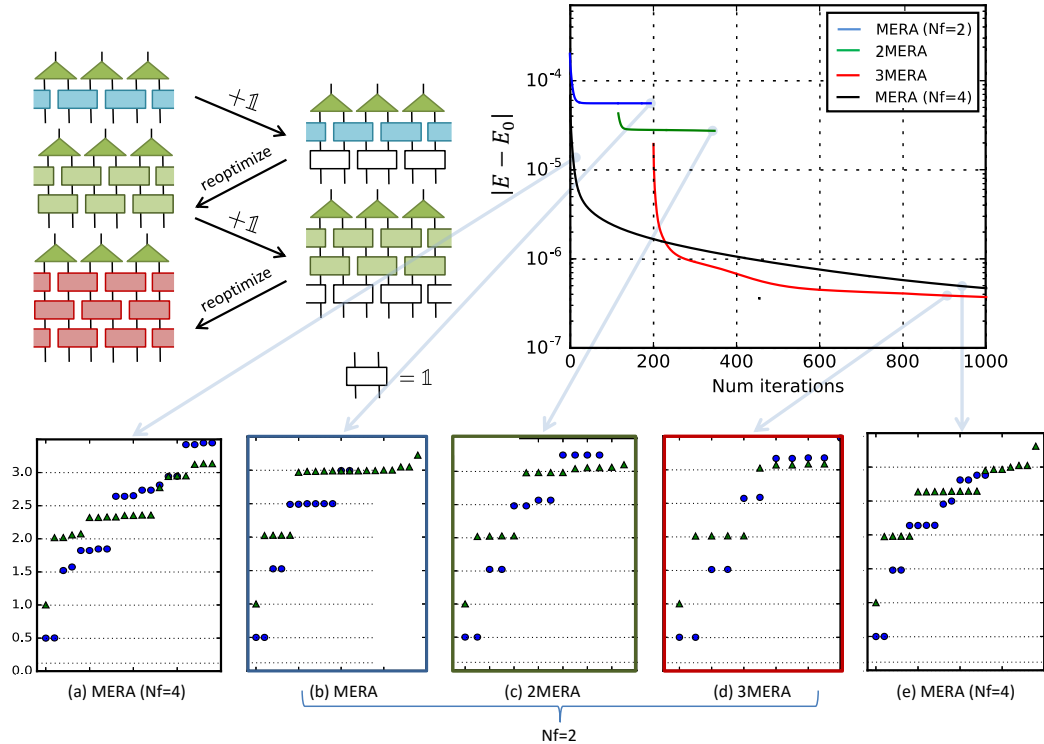 +𝟙
reoptimize
+𝟙
reoptimize
= 𝟙
MERA (Nf=2)
2MERA
3MERA
MERA (Nf=4)
|E − E₀|
10⁻⁴
10⁻⁵
10⁻⁶
10⁻⁷
0 200 400 600 800 1000
Num iterations
3.0
2.5
2.0
1.5
1.0
0.5
0.0
(a) MERA (Nf=4) (b) MERA (c) 2MERA (d) 3MERA (e) MERA (Nf=4)
Nf=2